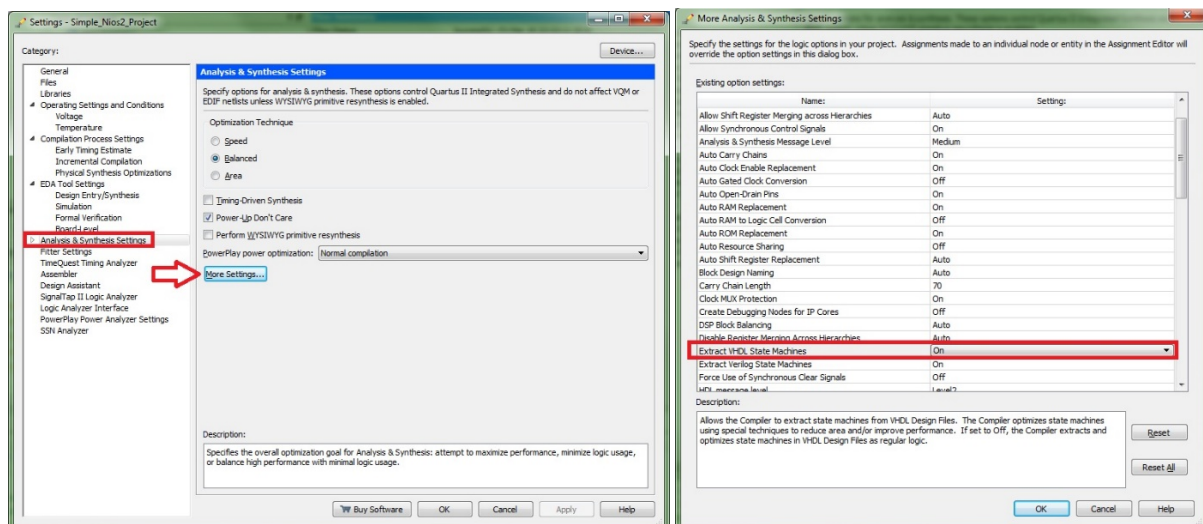 Settings - Simple_Nios2_Project
Category:
Device...
General
Files
Libraries
Operating Settings and Conditions
Voltage
Temperature
Compilation Process Settings
Early Timing Estimate
Incremental Compilation
Physical Synthesis Optimizations
EDA Tool Settings
Design Entry/Synthesis
Simulation
Formal Verification
Board-Level
Analysis & Synthesis Settings
Fitter Settings
TimeQuest Timing Analyzer
Assembler
Design Assistant
SignalTap II Logic Analyzer
Logic Analyzer Interface
PowerPlay Power Analyzer Settings
SSN Analyzer
Analysis & Synthesis Settings
Specify options for analysis & synthesis. These options control Quartus II Integrated Synthesis and do not affect VQM or
EDIF netlists unless WYSIWYG primitive resynthesis is enabled.
Optimization Technique
Speed
Balanced
Area
Timing-Driven Synthesis
Power-Up Don't Care
Perform WYSIWYG primitive resynthesis
PowerPlay power optimization: Normal compilation
More Settings...
Description:
Specifies the overall optimization goal for Analysis & Synthesis: attempt to maximize performance, minimize logic usage,
or balance high performance with minimal logic usage.
Buy Software OK Cancel Apply Help
More Analysis & Synthesis Settings
Specify the settings for the logic options in your project. Assignments made to an individual node or entity in the Assignment Editor will
override the option settings in this dialog box.
Existing option settings:
Name: Setting:
Allow Shift Register Merging across Hierarchies Auto
Allow Synchronous Control Signals On
Analysis & Synthesis Message Level Medium
Auto Carry Chains On
Auto Clock Enable Replacement On
Auto Gated Clock Conversion Off
Auto Open-Drain Pins On
Auto RAM Replacement On
Auto RAM to Logic Cell Conversion Off
Auto ROM Replacement On
Auto Resource Sharing Off
Auto Shift Register Replacement Auto
Block Design Naming Auto
Carry Chain Length 70
Clock MUX Protection On
Create Debugging Nodes for IP Cores Off
DSP Block Balancing Auto
Disable Register Merging Across Hierarchies Auto
Extract VHDL State Machines On
Extract Verilog State Machines On
Force Use of Synchronous Clear Signals Off
HDL message level Level2
Description:
Allows the Compiler to extract state machines from VHDL Design Files. The Compiler optimizes state machines
using special techniques to reduce area and/or improve performance. If set to Off, the Compiler extracts and
optimizes state machines in VHDL Design Files as regular logic.
Reset
Reset All
OK Cancel Help